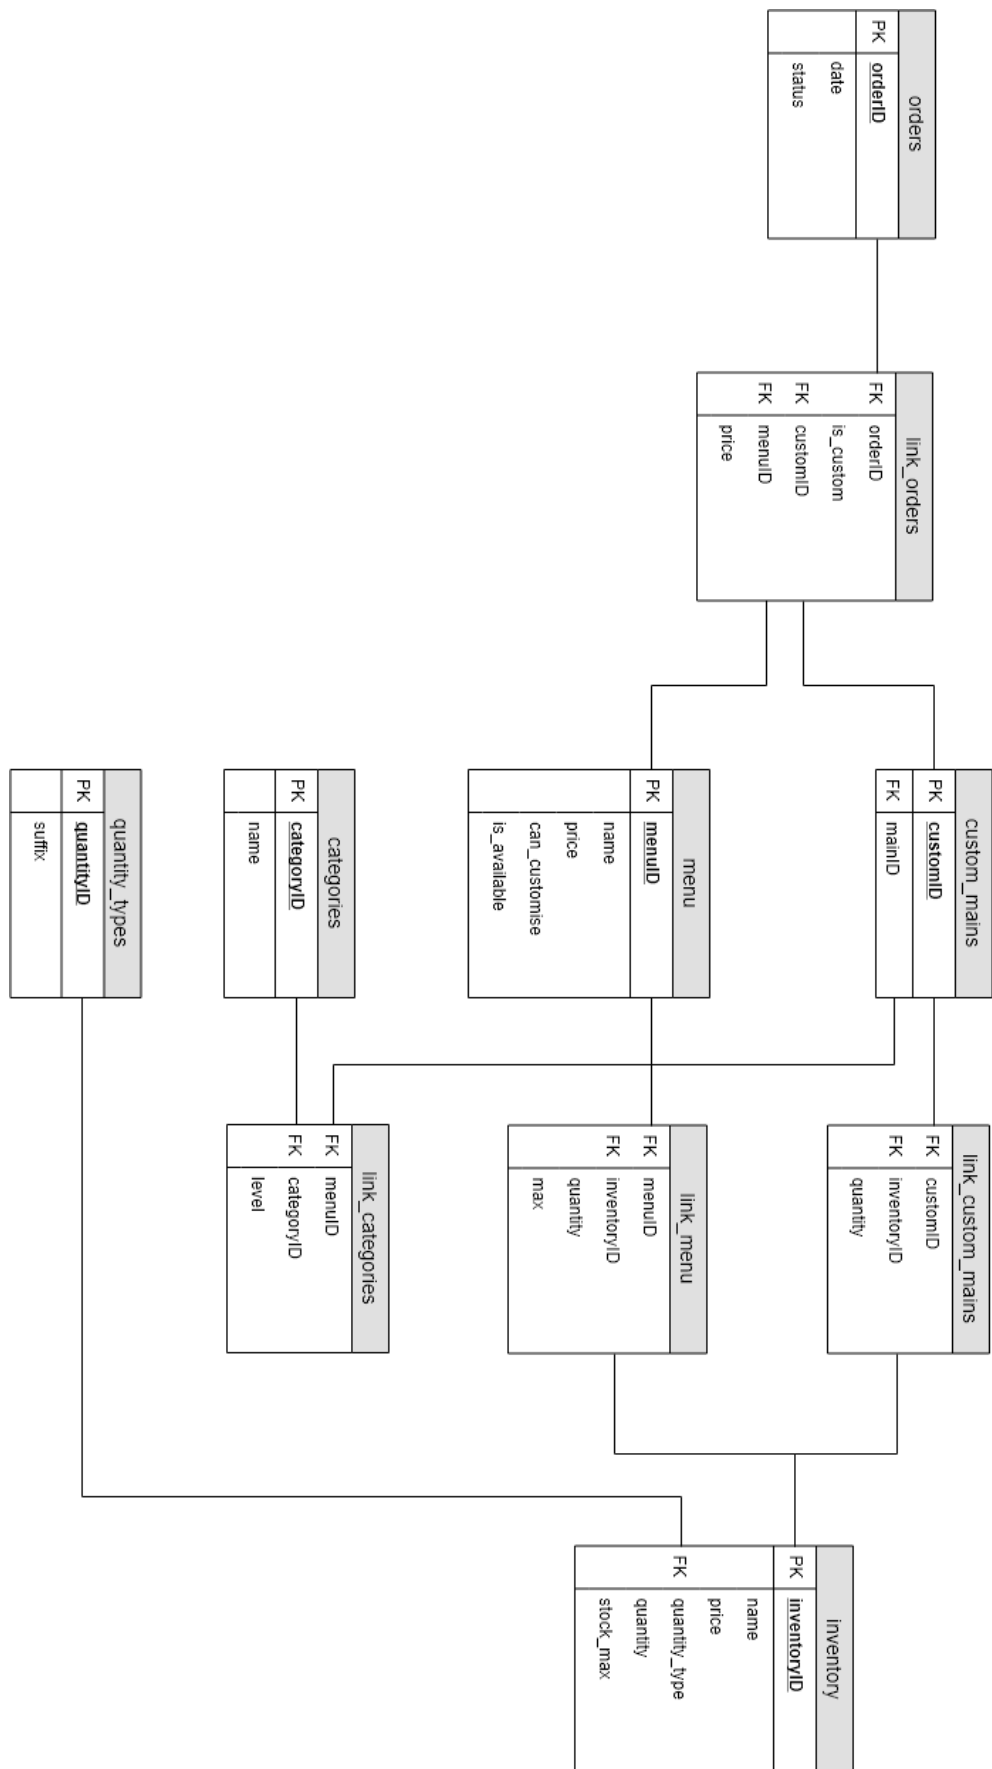 orders
PK orderID
date
status
link_orders
FK orderID
is_custom
FK customID
FK menuID
price
custom_mains
PK customID
FK mainID
menu
PK menuID
name
price
can_customise
is_available
categories
PK categoryID
name
quantity_types
PK quantityID
suffix
link_custom_mains
FK customID
FK inventoryID
quantity
link_menu
FK menuID
FK inventoryID
quantity
max
link_categories
FK menuID
FK categoryID
level
inventory
PK inventoryID
name
price
FK quantity_type
quantity
stock_max